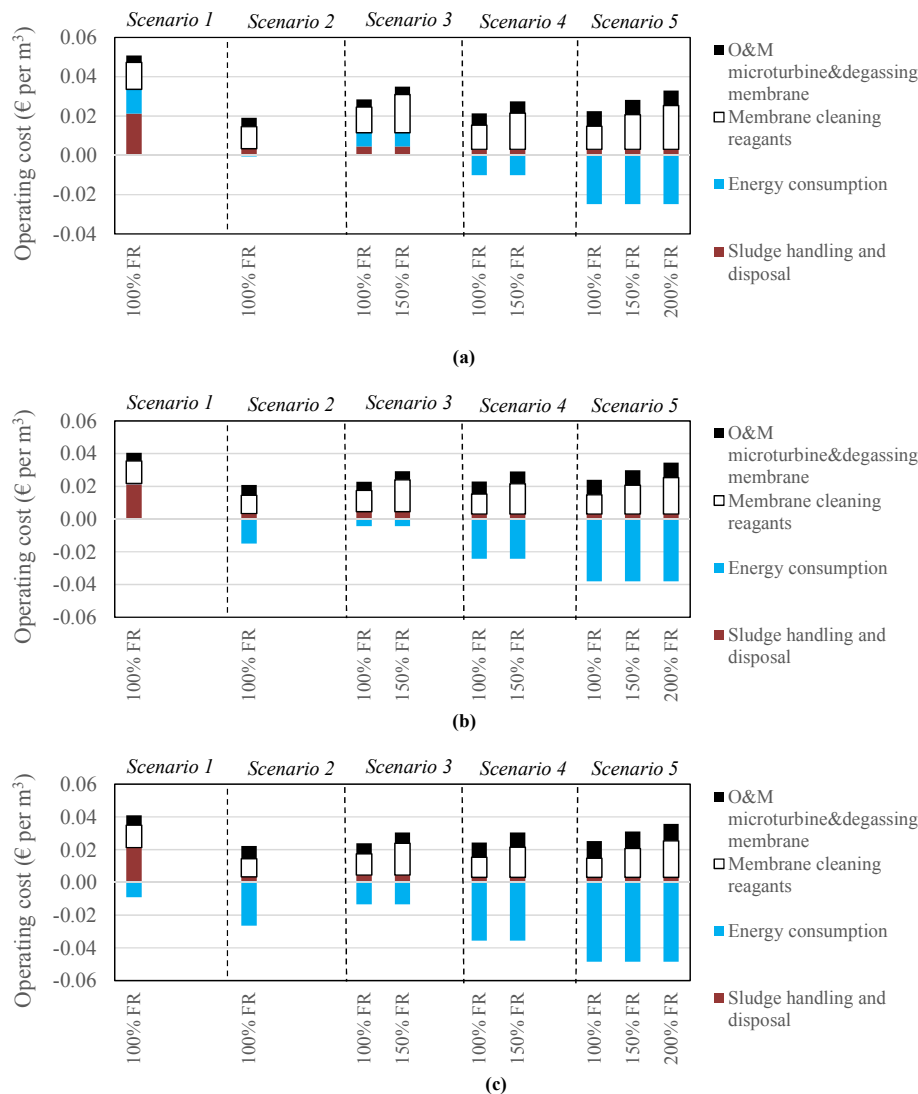 Scenario 1 Scenario 2 Scenario 3 Scenario 4 Scenario 5
Operating cost (€ per m³)
0.06
0.04
0.02
0.00
-0.02
-0.04
100% FR
100% FR
100% FR
150% FR
100% FR
150% FR
100% FR
150% FR
200% FR
O&M
microturbine&degassing
membrane
Membrane cleaning
reagants
Energy consumption
Sludge handling and
disposal
(a)
Scenario 1 Scenario 2 Scenario 3 Scenario 4 Scenario 5
Operating cost (€ per m³)
0.06
0.04
0.02
0.00
-0.02
-0.04
-0.06
100% FR
100% FR
100% FR
150% FR
100% FR
150% FR
100% FR
150% FR
200% FR
O&M
microturbine&degassing
membrane
Membrane cleaning
reagants
Energy consumption
Sludge handling and
disposal
(b)
Scenario 1 Scenario 2 Scenario 3 Scenario 4 Scenario 5
Operating cost (€ per m³)
0.06
0.04
0.02
0.00
-0.02
-0.04
-0.06
100% FR
100% FR
100% FR
150% FR
100% FR
150% FR
100% FR
150% FR
200% FR
O&M
microturbine&degassing
membrane
Membrane cleaning
reagants
Energy consumption
Sludge handling and
disposal
(c)